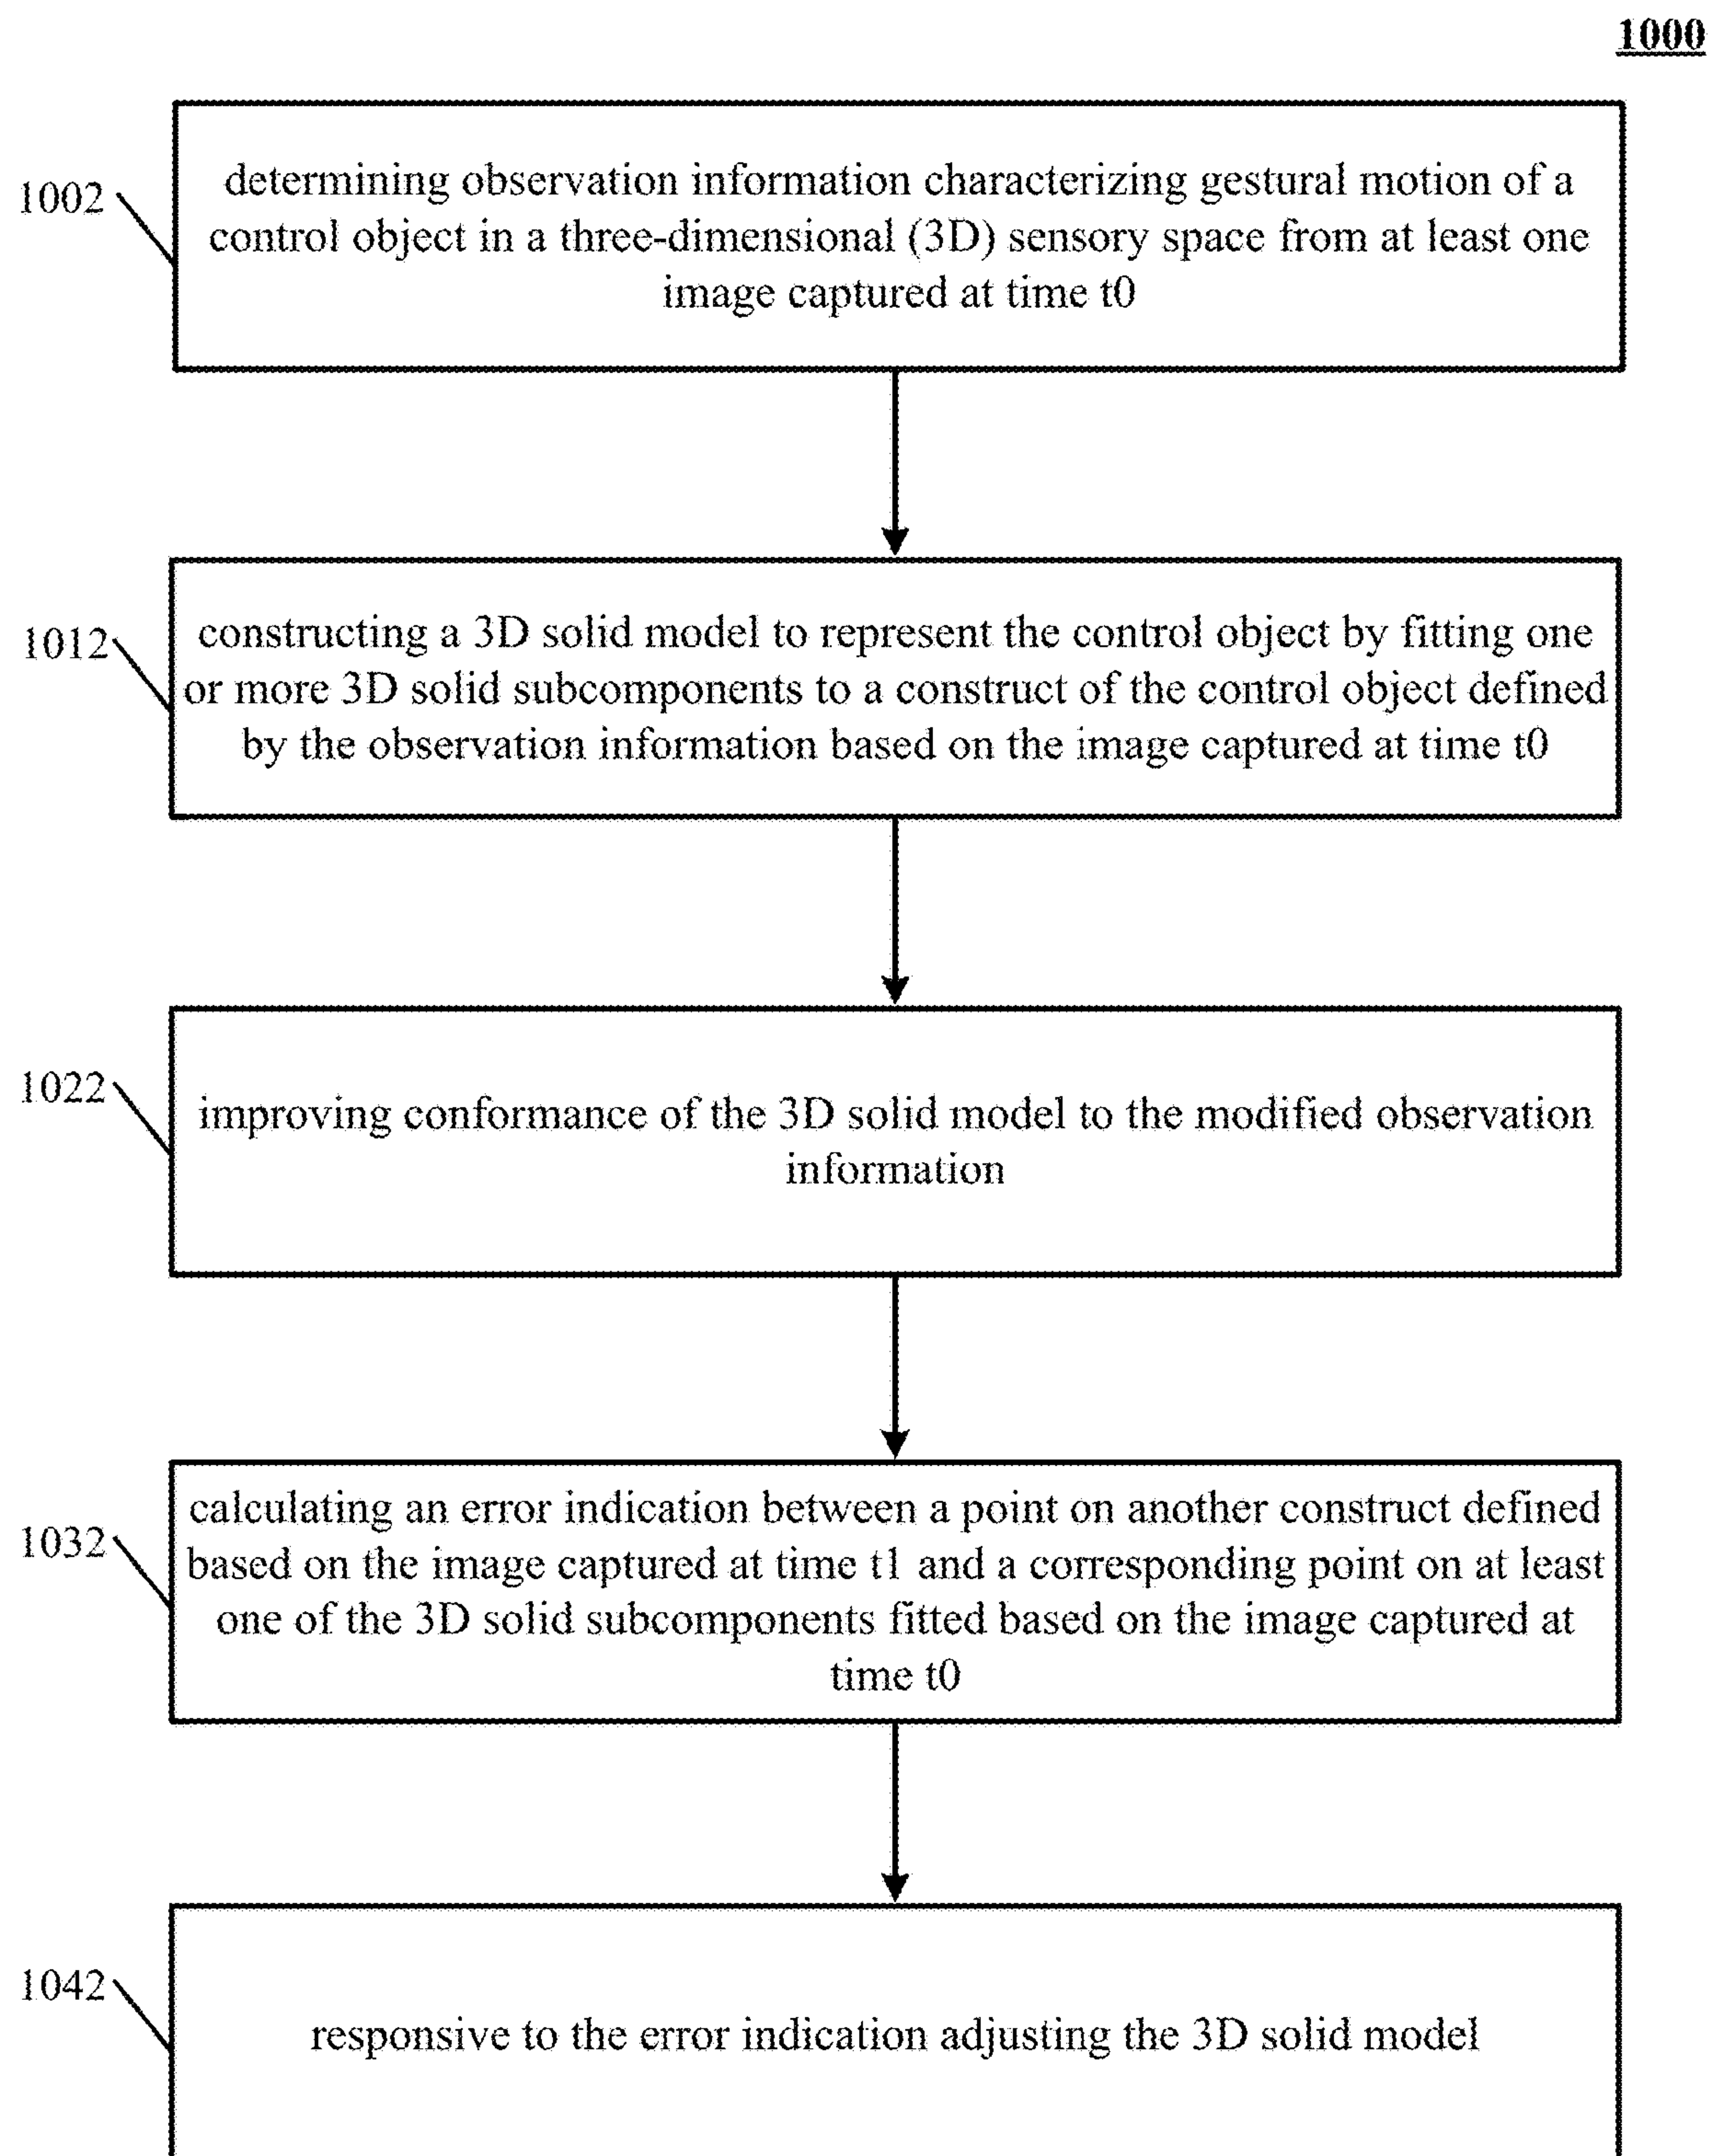 1000
1002
determining observation information characterizing gestural motion of a
control object in a three-dimensional (3D) sensory space from at least one
image captured at time t0
1012
constructing a 3D solid model to represent the control object by fitting one
or more 3D solid subcomponents to a construct of the control object defined
by the observation information based on the image captured at time t0
1022
improving conformance of the 3D solid model to the modified observation
information
1032
calculating an error indication between a point on another construct defined
based on the image captured at time t1 and a corresponding point on at least
one of the 3D solid subcomponents fitted based on the image captured at
time t0
1042
responsive to the error indication adjusting the 3D solid model